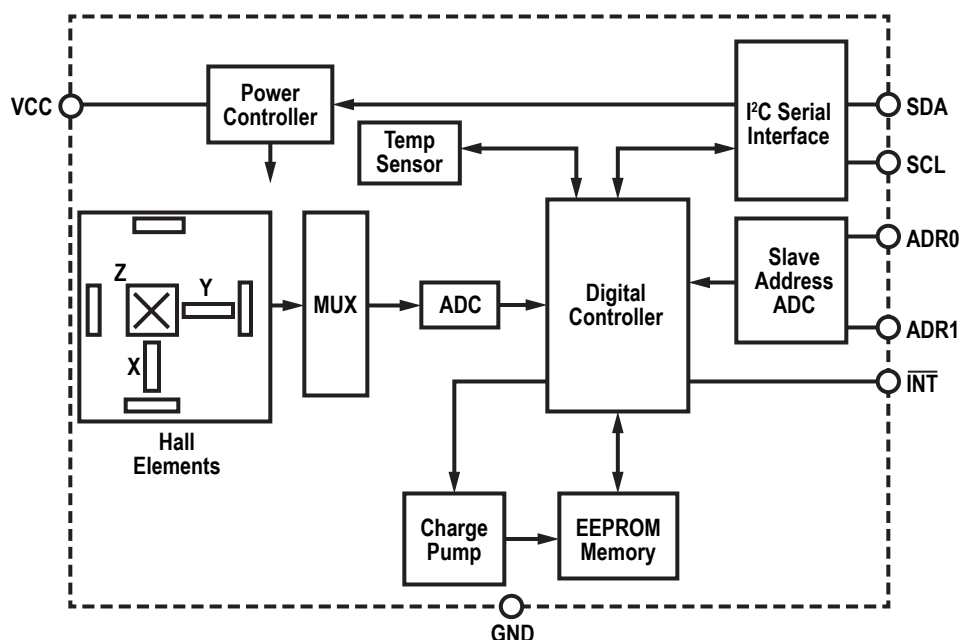 VCC
Power
Controller
Temp
Sensor
I²C Serial
Interface
SDA
SCL
Z
Y
X
Hall
Elements
MUX
ADC
Digital
Controller
Slave
Address
ADC
ADR0
ADR1
INT
Charge
Pump
EEPROM
Memory
GND